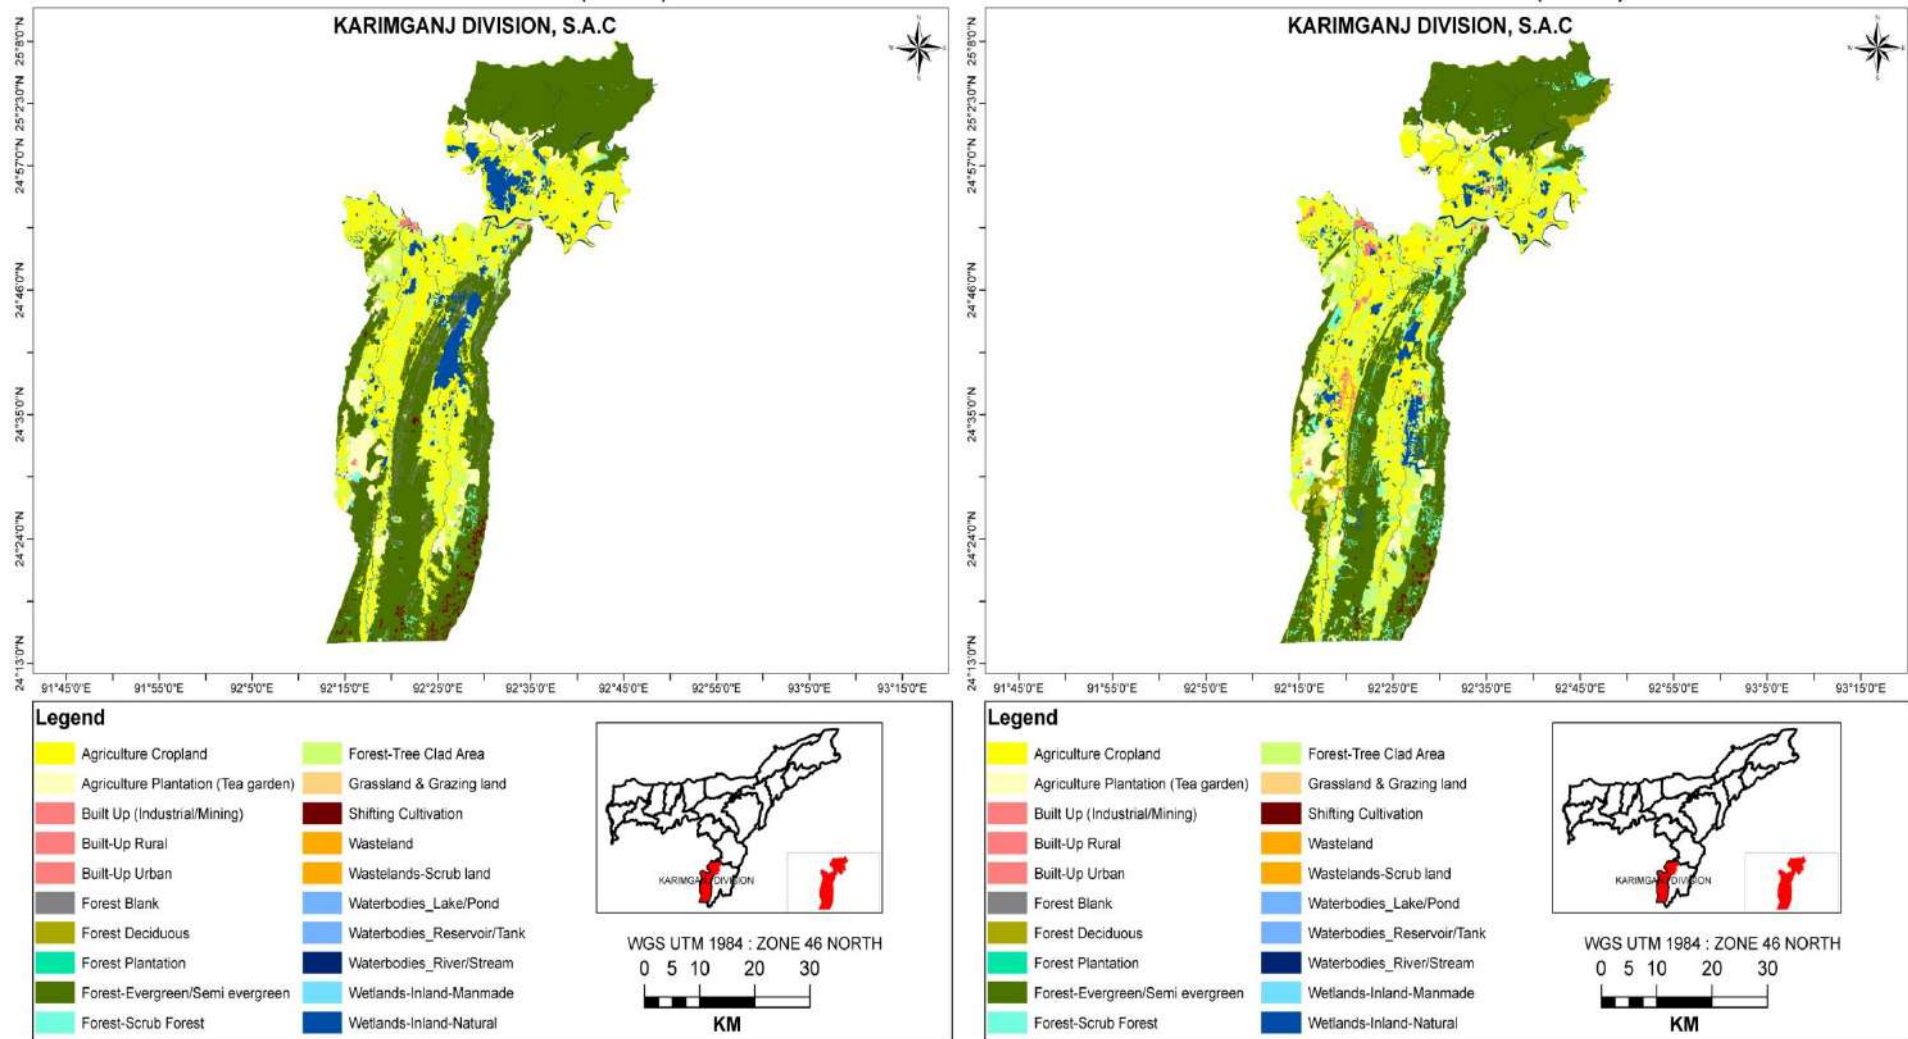 KARIMGANJ DIVISION, S.A.C
N
25°8'0"N
25°2'30"N
24°57'0"N
24°46'0"N
24°35'0"N
24°24'0"N
24°13'0"N
91°45'0"E 91°55'0"E 92°5'0"E 92°15'0"E 92°25'0"E 92°35'0"E 92°45'0"E 92°55'0"E 93°5'0"E 93°15'0"E
Legend
Agriculture Cropland
Agriculture Plantation (Tea garden)
Built Up (Industrial/Mining)
Built-Up Rural
Built-Up Urban
Forest Blank
Forest Deciduous
Forest Plantation
Forest-Evergreen/Semi evergreen
Forest-Scrub Forest
Forest-Tree Clad Area
Grassland & Grazing land
Shifting Cultivation
Wasteland
Wastelands-Scrub land
Waterbodies_Lake/Pond
Waterbodies_Reservoir/Tank
Waterbodies_River/Stream
Wetlands-Inland-Manmade
Wetlands-Inland-Natural
KARIMGANJ DIVISION
WGS UTM 1984 : ZONE 46 NORTH
0 5 10 20 30
KM
KARIMGANJ DIVISION, S.A.C
N
25°8'0"N
25°2'30"N
24°57'0"N
24°46'0"N
24°35'0"N
24°24'0"N
24°13'0"N
91°45'0"E 91°55'0"E 92°5'0"E 92°15'0"E 92°25'0"E 92°35'0"E 92°45'0"E 92°55'0"E 93°5'0"E 93°15'0"E
Legend
Agriculture Cropland
Agriculture Plantation (Tea garden)
Built Up (Industrial/Mining)
Built-Up Rural
Built-Up Urban
Forest Blank
Forest Deciduous
Forest Plantation
Forest-Evergreen/Semi evergreen
Forest-Scrub Forest
Forest-Tree Clad Area
Grassland & Grazing land
Shifting Cultivation
Wasteland
Wastelands-Scrub land
Waterbodies_Lake/Pond
Waterbodies_Reservoir/Tank
Waterbodies_River/Stream
Wetlands-Inland-Manmade
Wetlands-Inland-Natural
KARIMGANJ DIVISION
WGS UTM 1984 : ZONE 46 NORTH
0 5 10 20 30
KM